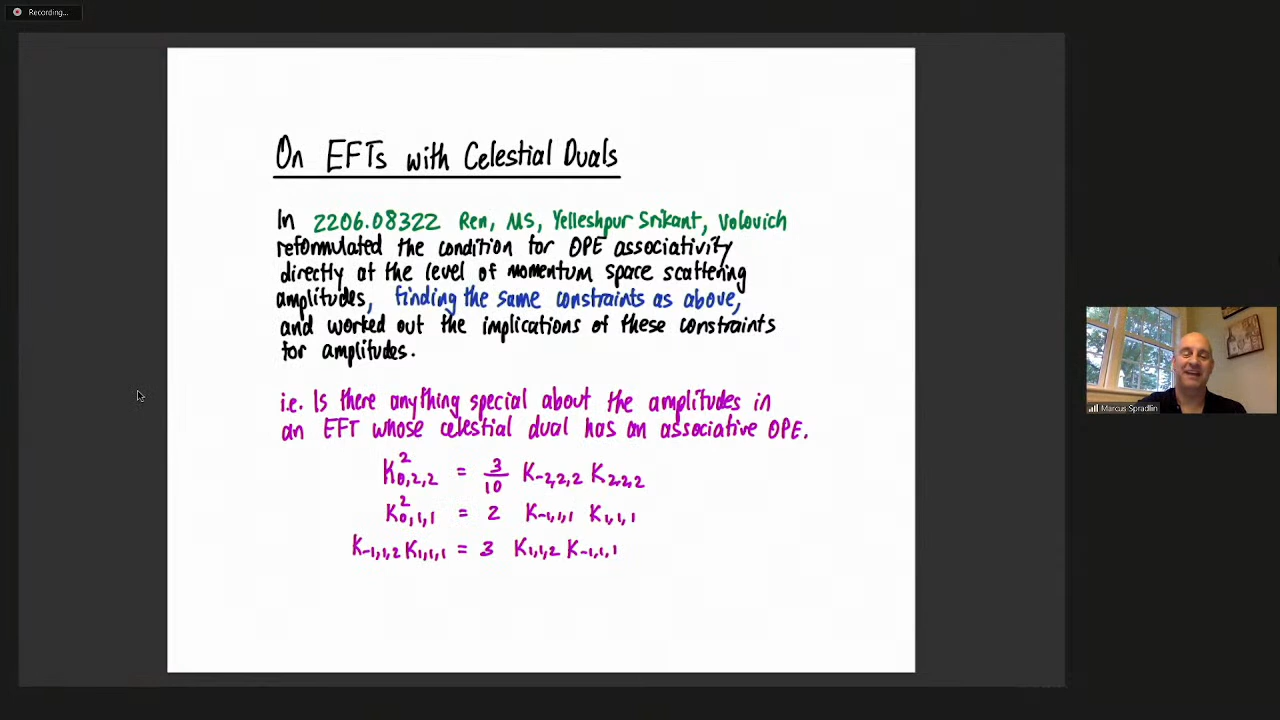 Recording...
On EFTs with Celestial Duals
In 2206.08322 Ren, MS, Yelleshpur Srikant, Volovich
reformulated the condition for OPE associativity
directly at the level of momentum space scattering
amplitudes, finding the same constraints as above,
and worked out the implications of these constraints
for amplitudes.
i.e. Is there anything special about the amplitudes in
an EFT whose celestial dual has an associative OPE.
K²₀,₂,₂ = 3/10 K₋₂,₂,₂ K₂,₂,₂
K²₀,₁,₁ = 2 K₋₁,₁,₁ K₁,₁,₁
K₋₁,₁,₂ K₁,₁,₁ = 3 K₁,₁,₂ K₋₁,₁,₁
Marcus Spradlin